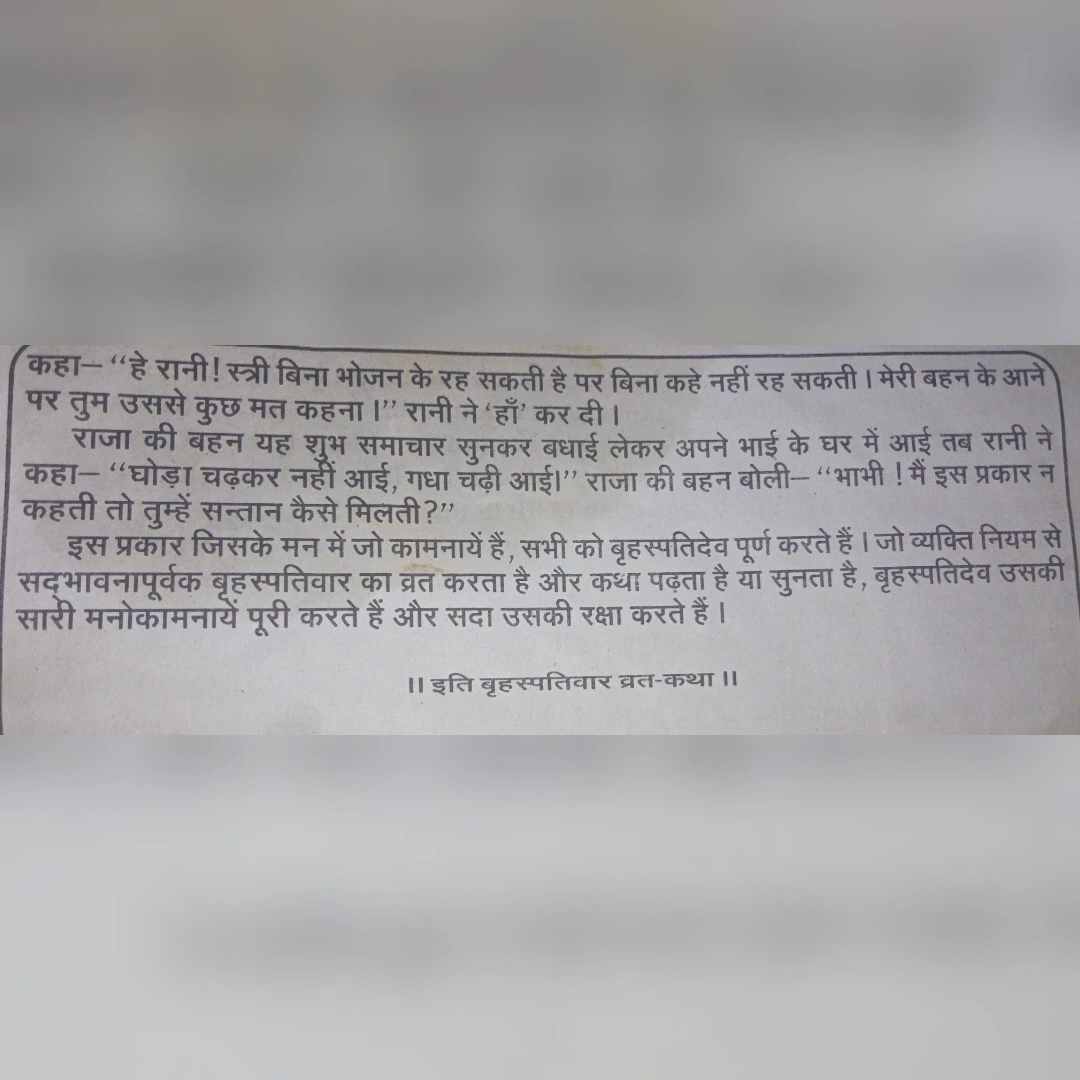 कहा– “हे रानी! स्त्री बिना भोजन के रह सकती है पर बिना कहे नहीं रह सकती । मेरी बहन के आने
पर तुम उससे कुछ मत कहना ।” रानी ने ‘हाँ’ कर दी ।
राजा की बहन यह शुभ समाचार सुनकर बधाई लेकर अपने भाई के घर में आई तब रानी ने
कहा– “घोड़ा चढ़कर नहीं आई, गधा चढ़ी आई।” राजा की बहन बोली– “भाभी ! मैं इस प्रकार न
कहती तो तुम्हें सन्तान कैसे मिलती?”
इस प्रकार जिसके मन में जो कामनायें हैं, सभी को बृहस्पतिदेव पूर्ण करते हैं । जो व्यक्ति नियम से
सद्भावनापूर्वक बृहस्पतिवार का व्रत करता है और कथा पढ़ता है या सुनता है, बृहस्पतिदेव उसकी
सारी मनोकामनायें पूरी करते हैं और सदा उसकी रक्षा करते हैं ।
।। इति बृहस्पतिवार व्रत-कथा ।।